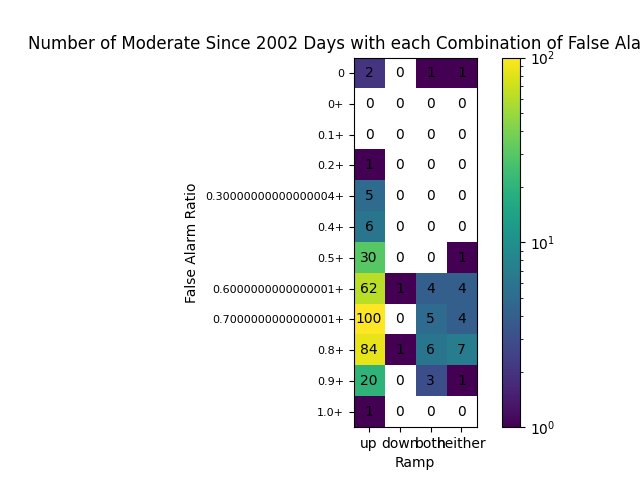 Number of Moderate Since 2002 Days with each Combination of False Ala
False Alarm Ratio
0 2 0 1 1
0+ 0 0 0 0
0.1+ 0 0 0 0
0.2+ 1 0 0 0
0.30000000000000004+ 5 0 0 0
0.4+ 6 0 0 0
0.5+ 30 0 0 1
0.6000000000000001+ 62 1 4 4
0.7000000000000001+ 100 0 5 4
0.8+ 84 1 6 7
0.9+ 20 0 3 1
1.0+ 1 0 0 0
up down both neither
Ramp
10^2
10^1
10^0